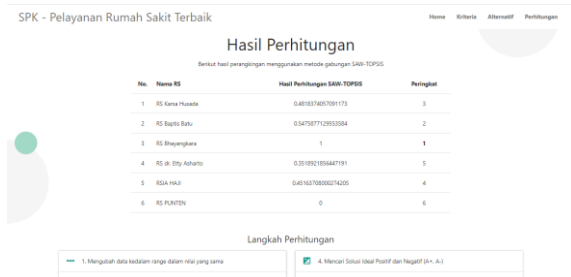 SPK - Pelayanan Rumah Sakit Terbaik
Home Kriteria Alternatif Perhitungan
Hasil Perhitungan
Berikut hasil perangkingan menggunakan metode gabungan SAW-TOPSIS
No. Nama RS Hasil Perhitungan SAW-TOPSIS Peringkat
1 RS Karsa Husada 0.4818374057091173 3
2 RS Baptis Batu 0.5475877129553584 2
3 RS Bhayangkara 1 1
4 RS dr. Etty Asharto 0.3518921856447191 5
5 RSIA HAJI 0.45163708000274205 4
6 RS PUNTEN 0 6
Langkah Perhitungan
1. Mengubah data kedalam range dalam nilai yang sama
4. Mencari Solusi Ideal Positif dan Negatif (A+, A-)